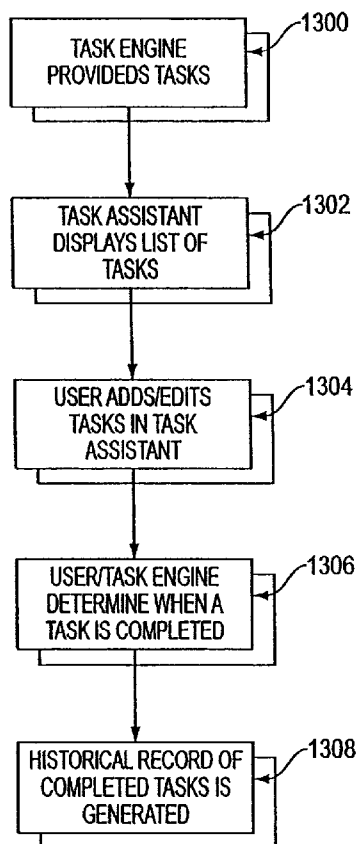 1300
TASK ENGINE
PROVIDEDS TASKS
1302
TASK ASSISTANT
DISPLAYS LIST OF
TASKS
1304
USER ADDS/EDITS
TASKS IN TASK
ASSISTANT
1306
USER/TASK ENGINE
DETERMINE WHEN A
TASK IS COMPLETED
1308
HISTORICAL RECORD OF
COMPLETED TASKS IS
GENERATED